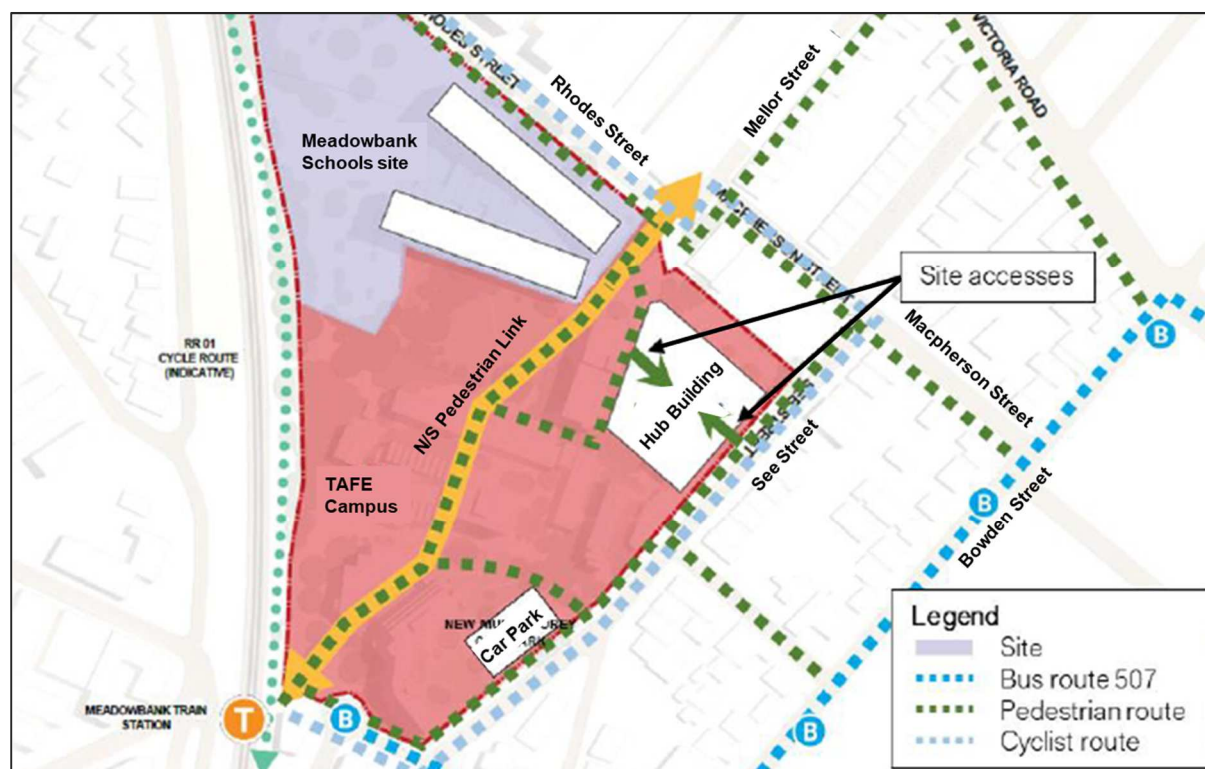 RHODES STREET
Rhodes Street
Mellor Street
VICTORIA ROAD
Meadowbank
Schools site
Site accesses
Macpherson Street
N/S Pedestrian Link
RR 01
CYCLE ROUTE
(INDICATIVE)
Hub Building
See Street
Bowden Street
B
B
TAFE
Campus
Car Park
MEADOWBANK TRAIN
STATION
T
B
B
Legend
Site
Bus route 507
Pedestrian route
Cyclist route